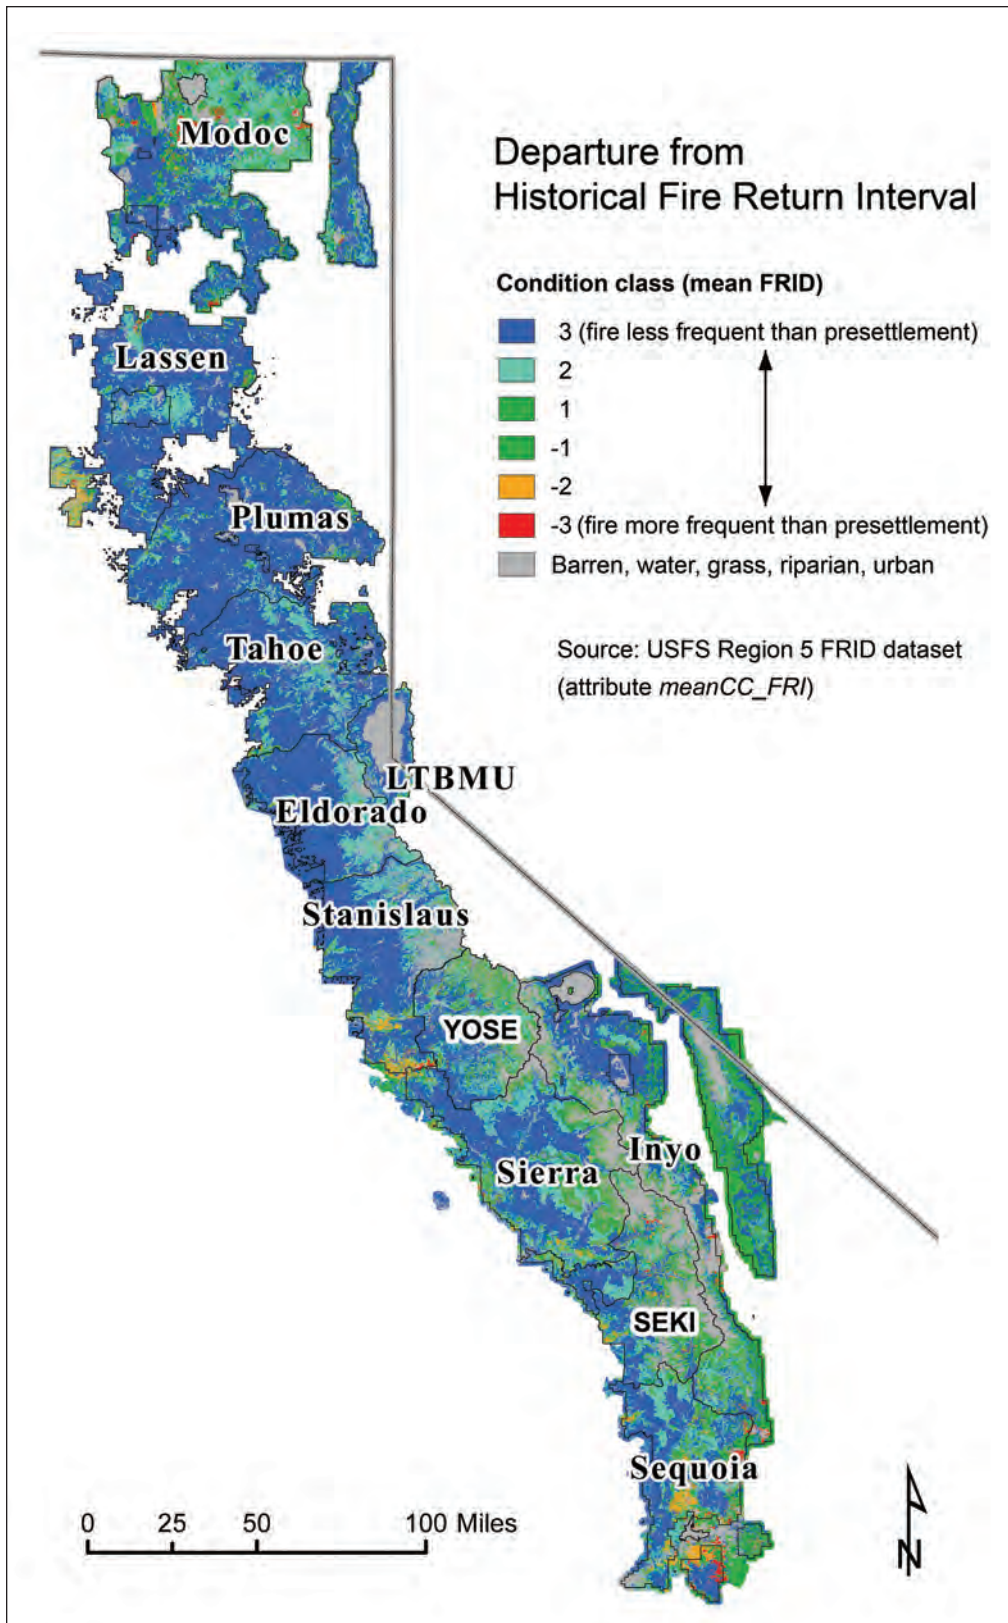 Departure from
Historical Fire Return Interval
Condition class (mean FRID)
3 (fire less frequent than presettlement)
2
1
-1
-2
-3 (fire more frequent than presettlement)
Barren, water, grass, riparian, urban
Source: USFS Region 5 FRID dataset
(attribute meanCC_FRI)
Modoc
Lassen
Plumas
Tahoe
LTBMU
Eldorado
Stanislaus
YOSE
Inyo
Sierra
SEKI
Sequoia
0 25 50 100 Miles
N